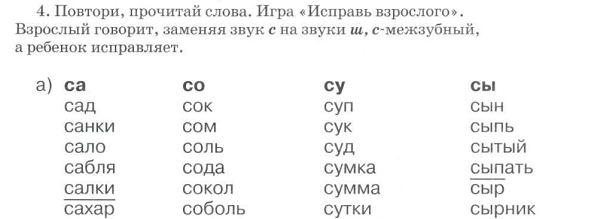 4. Повтори, прочитай слова. Игра «Исправь взрослого».
Взрослый говорит, заменяя звук с на звуки ш, с-межзубный,
а ребенок исправляет.
а) са со су сы
сад сок суп сын
санки сом сук сыпь
сало соль суд сытый
сабля сода сумка сыпать
салки сокол сумма сыр
сахар соболь сутки сырник